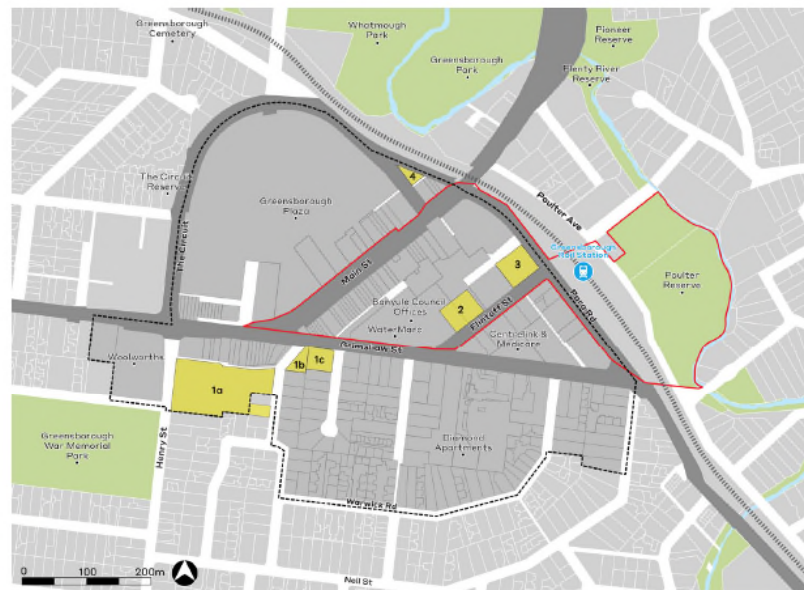 Greensborough
Cemetery
Whatmough
Park
Greensborough
Park
Pioneer
Reserve
Plenty River
Reserve
The Circuit
Reserve
Greensborough
Plaza
The Circuit
4
Main St
Poulter Ave
Greensborough
Rail Station
Poulter
Reserve
3
Banyule Council
Offices
2
Flintoff St
Para Rd
WaterMarc
Centrelink &
Medicare
Grimshaw St
Woolworths
1a
1b
1c
Henry St
Greensborough
War Memorial
Park
Diamond
Apartments
Warwick Rd
Nell St
0 100 200m